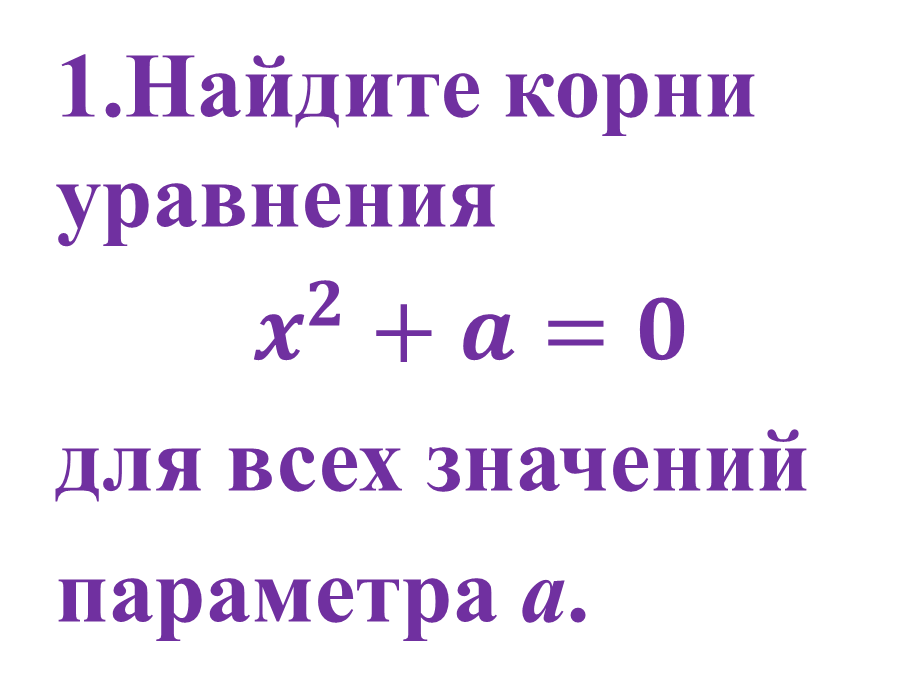 1.Найдите корни
уравнения
x² + a = 0
для всех значений
параметра a.